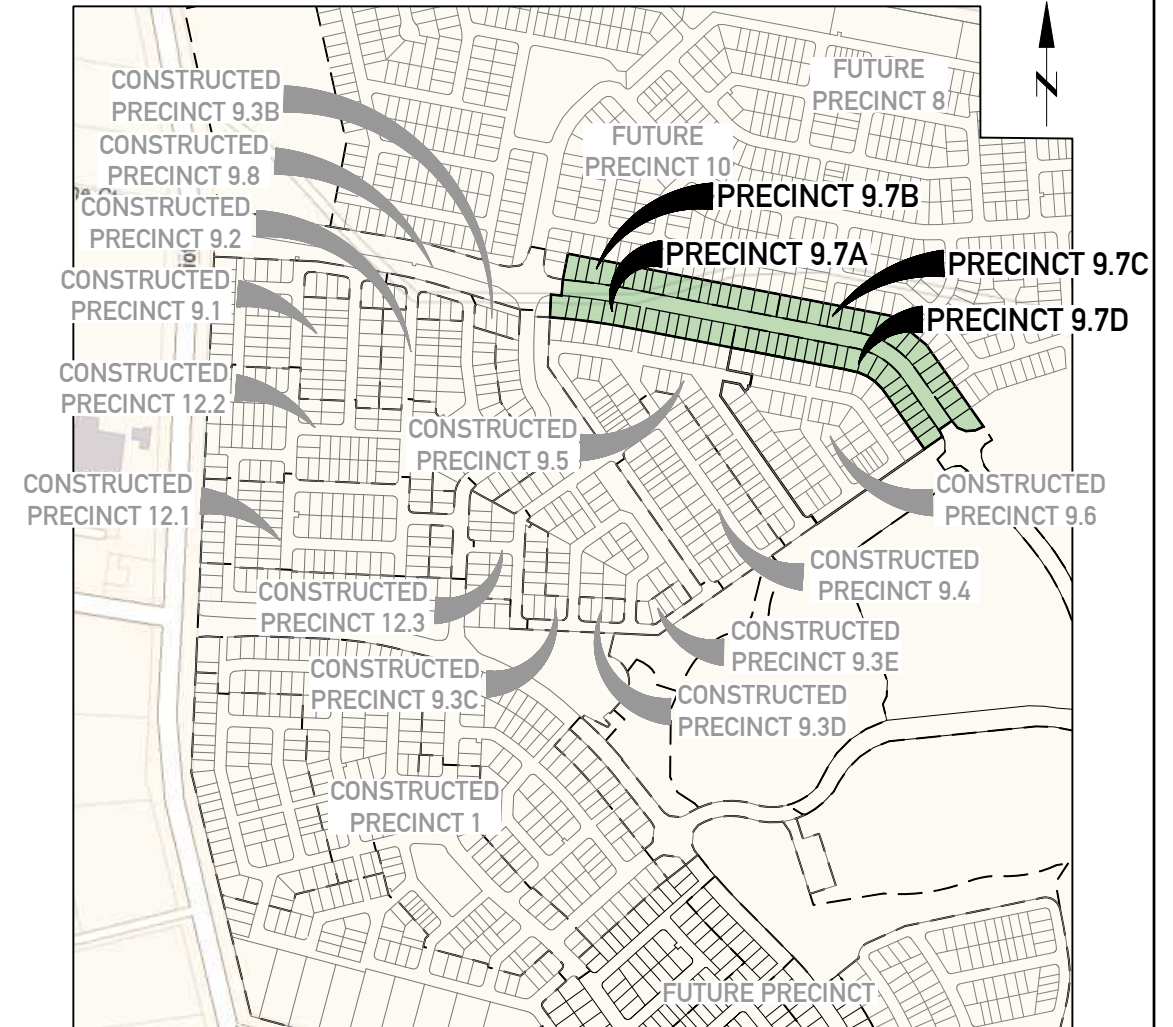 CONSTRUCTED
PRECINCT 9.3B
FUTURE
PRECINCT 8
N
CONSTRUCTED
PRECINCT 9.8
FUTURE
PRECINCT 10
PRECINCT 9.7B
CONSTRUCTED
PRECINCT 9.2
PRECINCT 9.7A
PRECINCT 9.7C
CONSTRUCTED
PRECINCT 9.1
PRECINCT 9.7D
CONSTRUCTED
PRECINCT 12.2
CONSTRUCTED
PRECINCT 9.5
CONSTRUCTED
PRECINCT 12.1
CONSTRUCTED
PRECINCT 9.6
CONSTRUCTED
PRECINCT 9.4
CONSTRUCTED
PRECINCT 12.3
CONSTRUCTED
PRECINCT 9.3E
CONSTRUCTED
PRECINCT 9.3C
CONSTRUCTED
PRECINCT 9.3D
CONSTRUCTED
PRECINCT 1
FUTURE PRECINCT